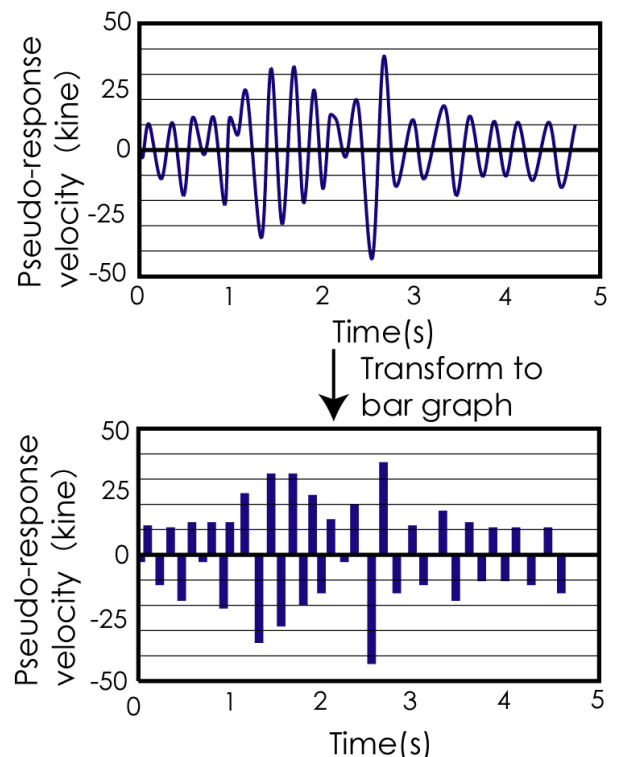 Pseudo-response
velocity (kine)
50
25
0
-25
-50
0
1
2
3
4
5
Time(s)
Transform to
bar graph
Pseudo-response
velocity (kine)
50
25
0
-25
-50
0
1
2
3
4
5
Time(s)